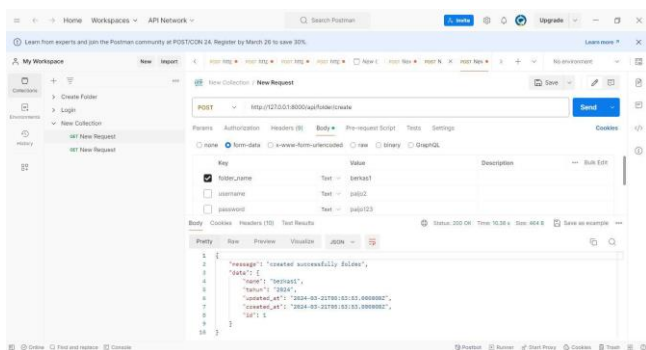 Home Workspaces API Network
Search Postman
Invite
Upgrade
Learn from experts and join the Postman community at POST/CON 24. Register by March 26 to save 30%.
Learn more
My Workspace
New Import
No environment
Collections
Environments
History
Create Folder
Login
New Collection
GET New Request
GET New Request
New Collection / New Request
Save
POST
http://127.0.0.1:8000/api/folder/create
Send
Params Authorization Headers (9) Body Pre-request Script Tests Settings
Cookies
none form-data x-www-form-urlencoded raw binary GraphQL
Key Value Description Bulk Edit
folder_name Text berkas1
username Text paijo2
password Text paijo123
Body Cookies Headers (10) Test Results
Status: 200 OK
Save as example
Pretty Raw Preview Visualize JSON
1 {
2 "message": "created successfully folder",
3 "data": {
4 "name": "berkas1",
5 "tahun": "2024",
6 "updated_at":
7 "created_at":
8 "id": 1
9 }
10 }
Online Find and replace Console
Postbot Runner Start Proxy Cookies Trash